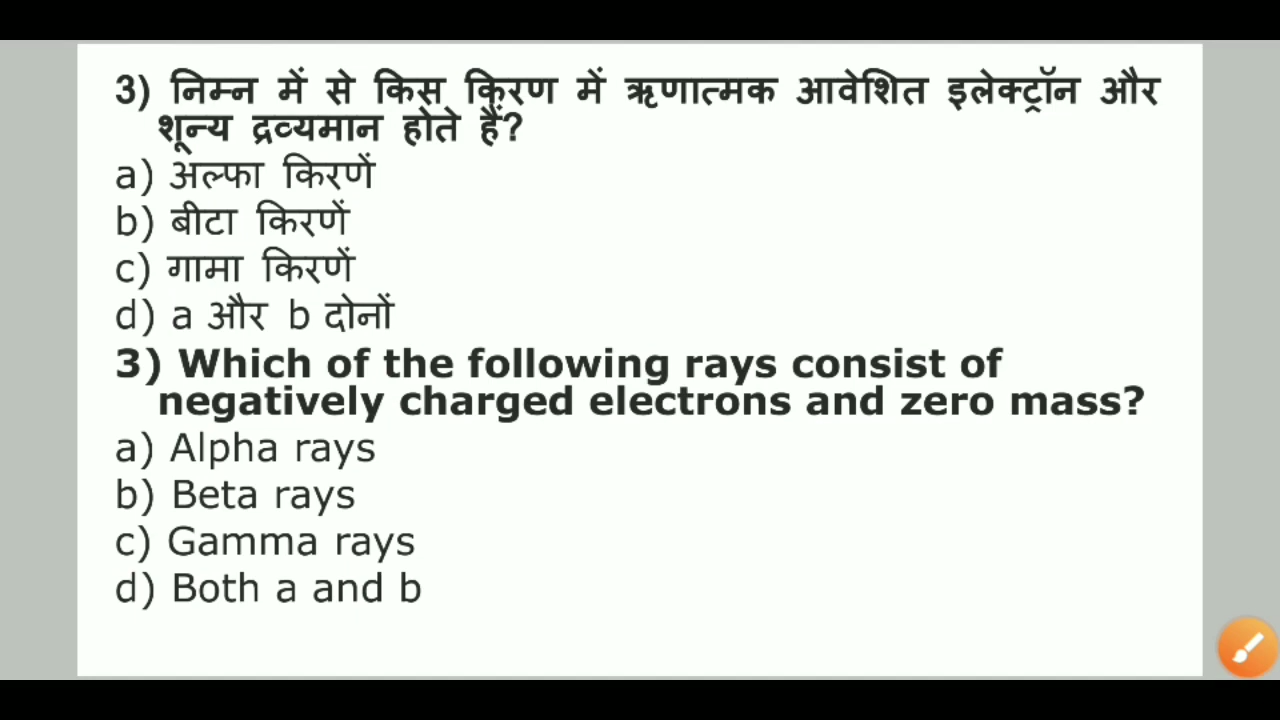 3) निम्न में से किस किरण में ऋणात्मक आवेशित इलेक्ट्रॉन और
शून्य द्रव्यमान होते हैं?
a) अल्फा किरणें
b) बीटा किरणें
c) गामा किरणें
d) a और b दोनों
3) Which of the following rays consist of
negatively charged electrons and zero mass?
a) Alpha rays
b) Beta rays
c) Gamma rays
d) Both a and b